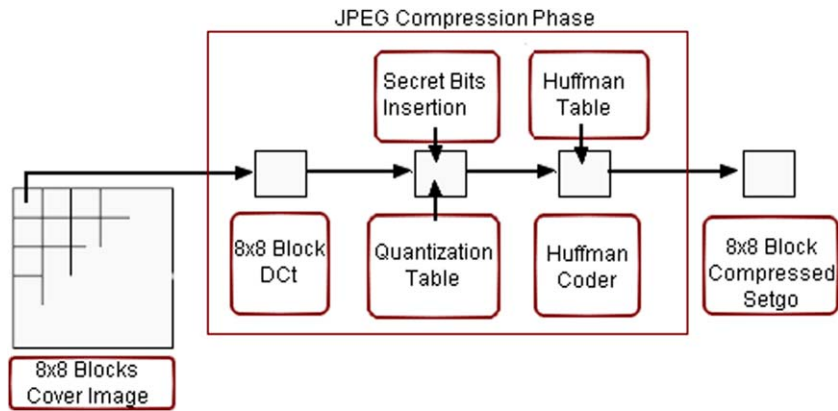 JPEG Compression Phase
Secret Bits
Insertion
Huffman
Table
8x8 Block
DCt
Quantization
Table
Huffman
Coder
8x8 Block
Compressed
Setgo
8x8 Blocks
Cover Image